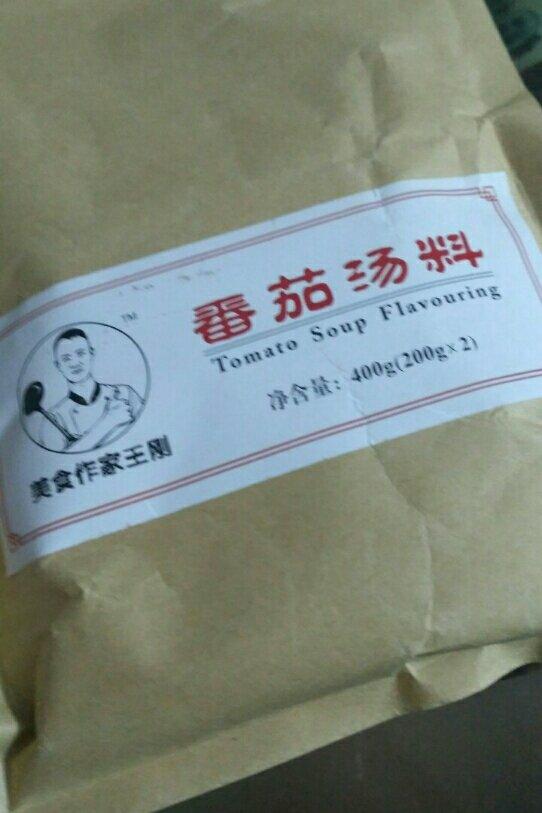 番茄汤料
Tomato Soup Flavouring
净含量：400g(200g×2)
TM
美食作家王刚